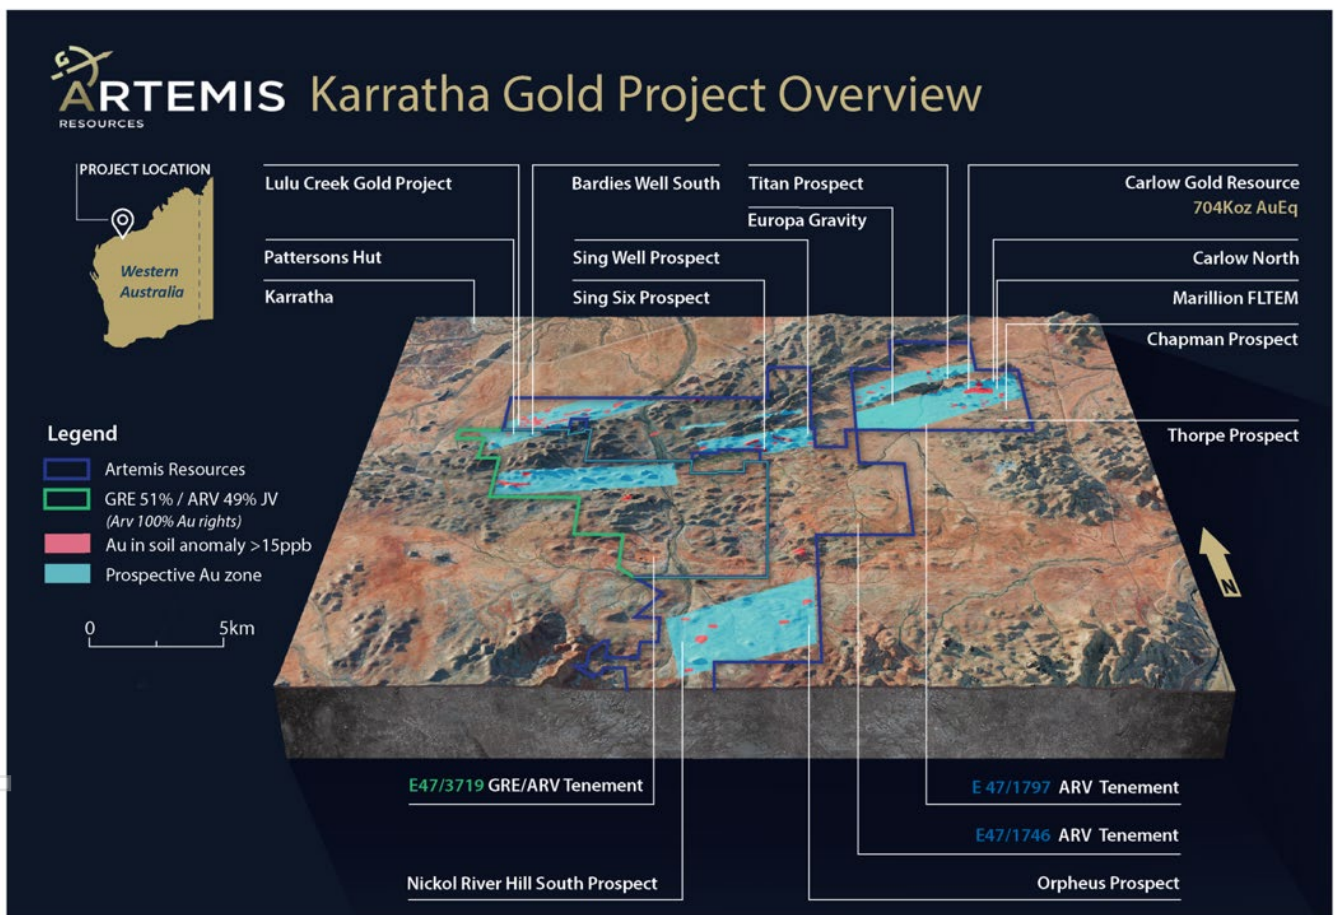 ARTEMIS
RESOURCES
Karratha Gold Project Overview
PROJECT LOCATION
Western
Australia
Lulu Creek Gold Project
Pattersons Hut
Karratha
Bardies Well South
Sing Well Prospect
Sing Six Prospect
Titan Prospect
Europa Gravity
Carlow Gold Resource
704Koz AuEq
Carlow North
Marillion FLTEM
Chapman Prospect
Thorpe Prospect
Legend
Artemis Resources
GRE 51% / ARV 49% JV
(Arv 100% Au rights)
Au in soil anomaly >15ppb
Prospective Au zone
0 5km
N
E47/3719 GRE/ARV Tenement
Nickol River Hill South Prospect
E 47/1797 ARV Tenement
E47/1746 ARV Tenement
Orpheus Prospect